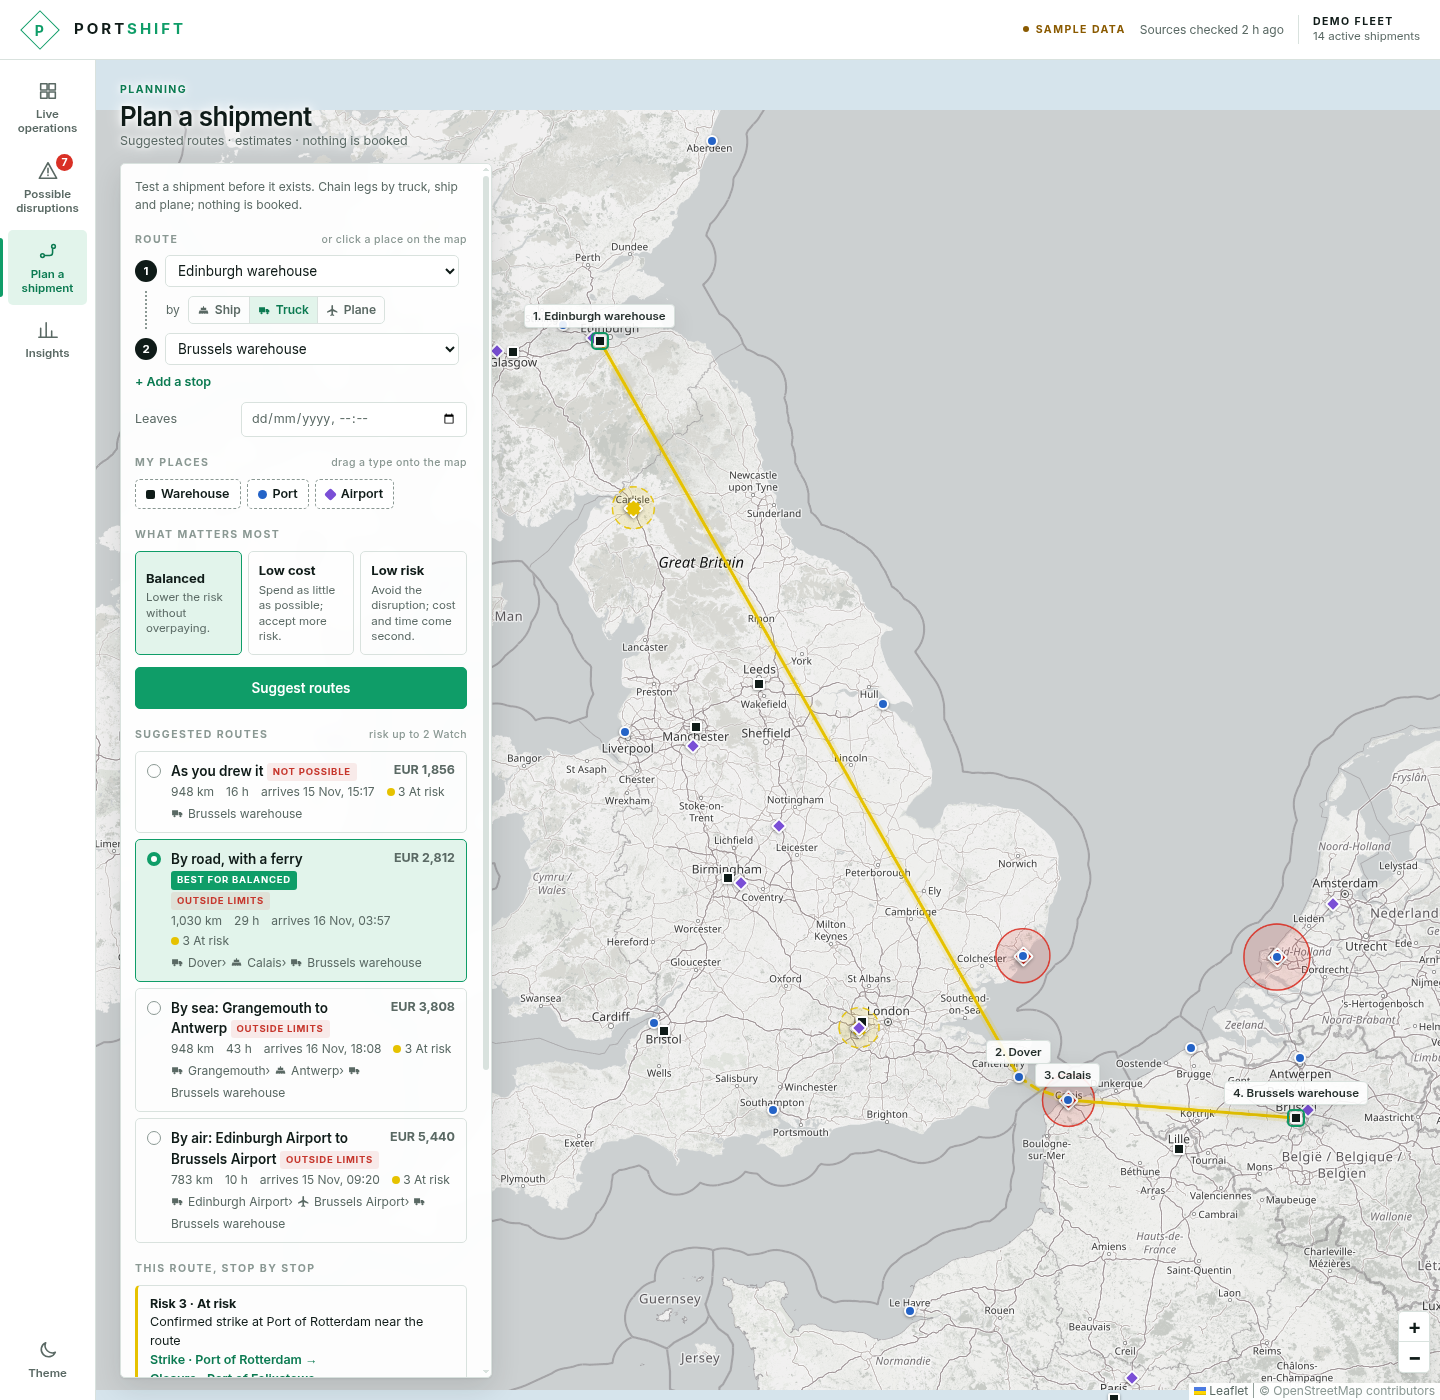 P PORTSHIFT
SAMPLE DATA Sources checked 2 h ago
DEMO FLEET
14 active shipments
Live
operations
7
Possible
disruptions
Plan a
shipment
Insights
Theme
PLANNING
Plan a shipment
Suggested routes · estimates · nothing is booked
Test a shipment before it exists. Chain legs by truck, ship
and plane; nothing is booked.
ROUTE or click a place on the map
1 Edinburgh warehouse
by Ship Truck Plane
2 Brussels warehouse
+ Add a stop
Leaves dd/mm/yyyy, --:--
MY PLACES drag a type onto the map
Warehouse Port Airport
WHAT MATTERS MOST
Balanced
Lower the risk
without
overpaying.
Low cost
Spend as little
as possible;
accept more
risk.
Low risk
Avoid the
disruption; cost
and time come
second.
Suggest routes
SUGGESTED ROUTES risk up to 2 Watch
As you drew it NOT POSSIBLE EUR 1,856
948 km 16 h arrives 15 Nov, 15:17 3 At risk
Brussels warehouse
By road, with a ferry EUR 2,812
BEST FOR BALANCED
OUTSIDE LIMITS
1,030 km 29 h arrives 16 Nov, 03:57
3 At risk
Dover› Calais› Brussels warehouse
By sea: Grangemouth to EUR 3,808
Antwerp OUTSIDE LIMITS
948 km 43 h arrives 16 Nov, 18:08 3 At risk
Grangemouth› Antwerp›
Brussels warehouse
By air: Edinburgh Airport to EUR 5,440
Brussels Airport OUTSIDE LIMITS
783 km 10 h arrives 15 Nov, 09:20 3 At risk
Edinburgh Airport› Brussels Airport›
Brussels warehouse
THIS ROUTE, STOP BY STOP
Risk 3 · At risk
Confirmed strike at Port of Rotterdam near the
route
Strike · Port of Rotterdam →
Aberdeen
Dundee
Perth
1. Edinburgh warehouse
Edinburgh
Glasgow
Newcastle
upon Tyne
Carlisle
Sunderland
Great Britain
Man
Ripon
Lancaster
York
Leeds
Preston
Wakefield
Hull
Manchester
Sheffield
Liverpool
Bangor
St Asaph
Chester
Lincoln
Wrexham
Stoke-on-
Trent
Nottingham
Lichfield
Leicester
Birmingham
Peterborough
Norwich
Cymru /
Wales
Coventry
Ely
Worcester
Milton
Keynes
Cambridge
Hereford
Gloucester
Colchester
Oxford
St Albans
Swansea
Southend-
on-Sea
Cardiff
London
Bristol
Wells
Salisbury
Winchester
2. Dover
Canterbury
3. Calais
Calais
Southampton
Portsmouth
Brighton
Exeter
Plymouth
Fryslân
Noord-Holland
Lelystad
Amsterdam
Leiden
Nederland
Utrecht
Ede
Zuid-Holland
Dordrecht
Arnh
Nijme
's-Hertogenbosch
Noord-Brabant
Zeeland
Helm
Oostende
Brugge
Antwerpen
Gent
Limbu
unkerque
4. Brussels warehouse
Kortrijk
Maastricht
Boulogne-
sur-Mer
Lille
Tournai
Mons
België / Belgique /
Belgien
Béthune
Arras
Valenciennes
Maubeuge
Cambrai
Wallonie
Hauts-de-
France
Amiens
Charleville-
Mézières
Saint-Quentin
Laon
Lux
Guernsey
Le Havre
Rouen
Beauvais
Creil
Reims
Jersey
Normandie
Châlons-
en-Champagne
Paris
Limer
+
−
Leaflet | © OpenStreetMap contributors